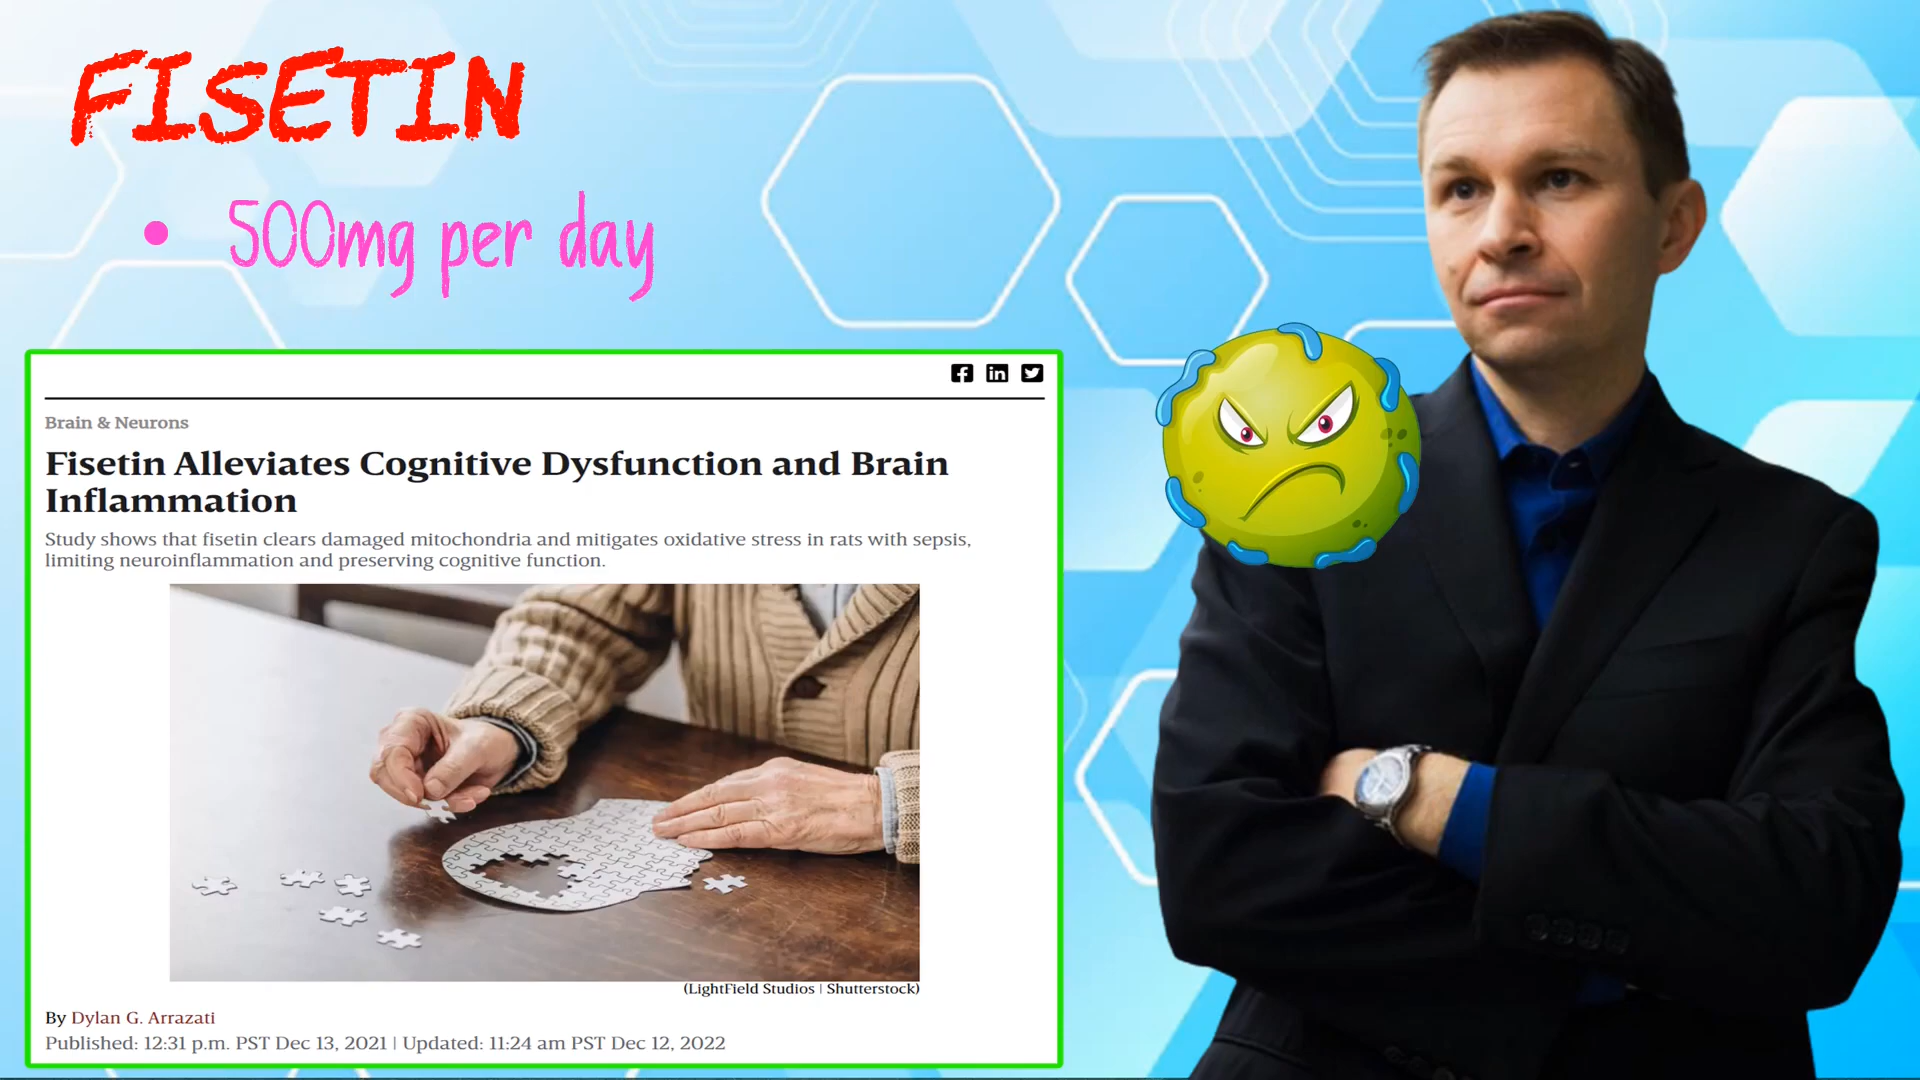 FISETIN
• 500mg per day
Brain & Neurons
Fisetin Alleviates Cognitive Dysfunction and Brain
Inflammation
Study shows that fisetin clears damaged mitochondria and mitigates oxidative stress in rats with sepsis,
limiting neuroinflammation and preserving cognitive function.
(LightField Studios | Shutterstock)
By Dylan G. Arrazati
Published: 12:31 p.m. PST Dec 13, 2021 | Updated: 11:24 am PST Dec 12, 2022